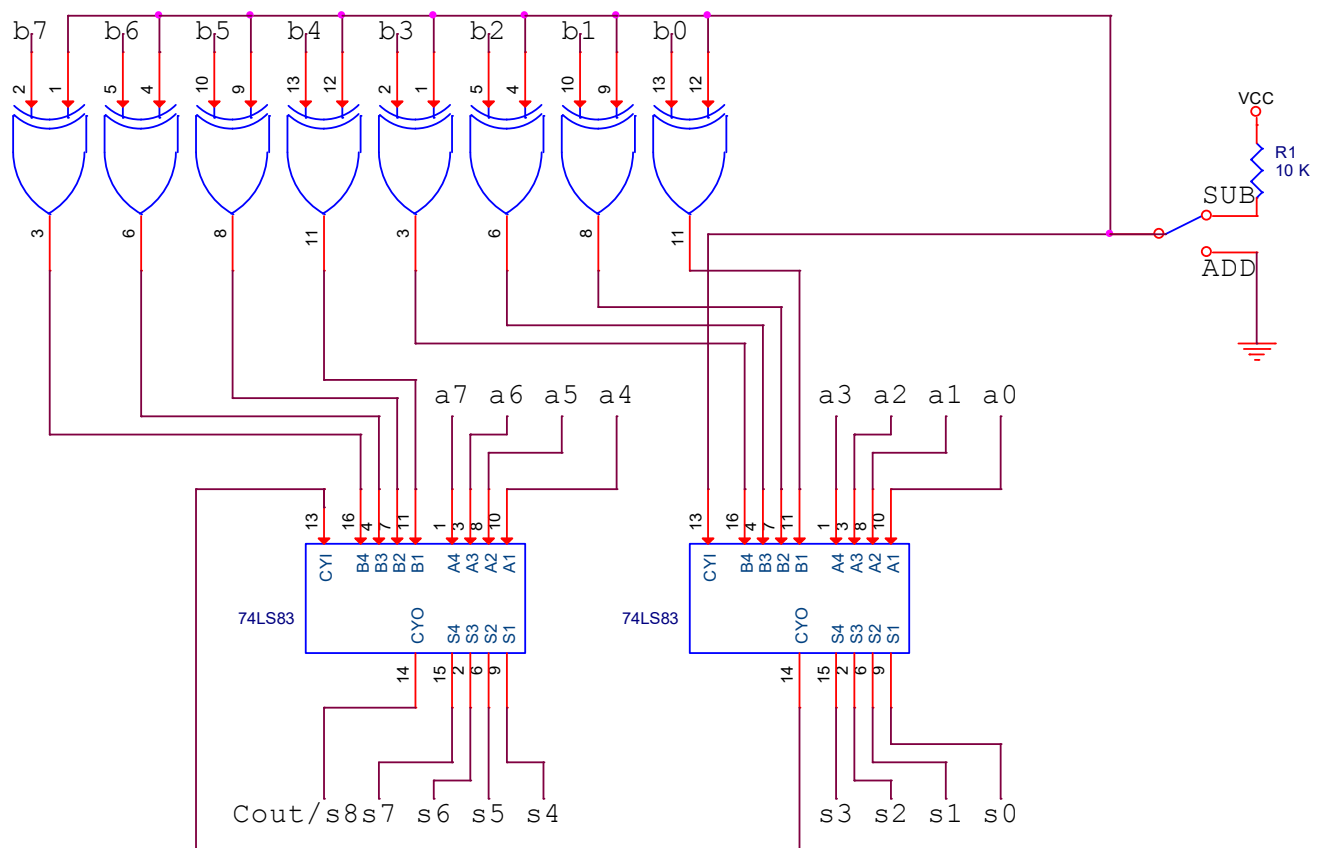 b7 b6 b5 b4 b3 b2 b1 b0
2 1 5 4 10 9 13 12 2 1 5 4 10 9 13 12
VCC
R1
10 K
SUB
3 6 8 11 3 6 8 11
ADD
a7 a6 a5 a4 a3 a2 a1 a0
13 16 4 7 11 1 3 8 10 13 16 4 7 11 1 3 8 10
CYI B4 B3 B2 B1 A4 A3 A2 A1 CYI B4 B3 B2 B1 A4 A3 A2 A1
74LS83 74LS83
CYO S4 S3 S2 S1 CYO S4 S3 S2 S1
14 15 2 6 9 14 15 2 6 9
Cout/s8 s7 s6 s5 s4 s3 s2 s1 s0